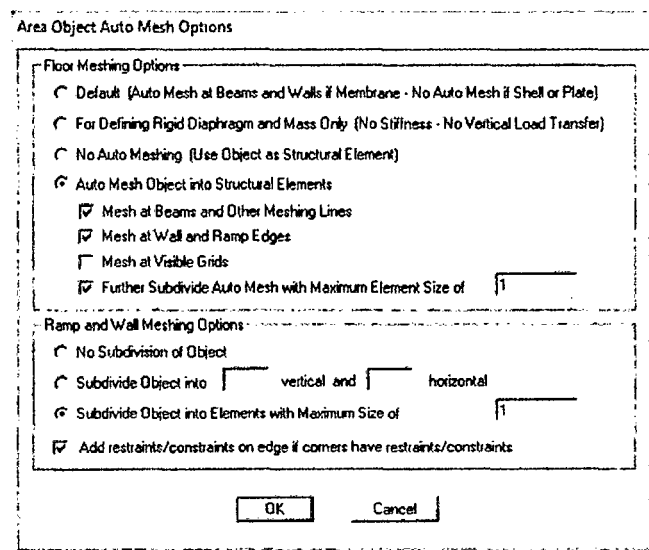 Area Object Auto Mesh Options
Floor Meshing Options
Default (Auto Mesh at Beams and Walls if Membrane - No Auto Mesh if Shell or Plate)
For Defining Rigid Diaphragm and Mass Only (No Stiffness - No Vertical Load Transfer)
No Auto Meshing (Use Object as Structural Element)
Auto Mesh Object into Structural Elements
Mesh at Beams and Other Meshing Lines
Mesh at Wall and Ramp Edges
Mesh at Visible Grids
Further Subdivide Auto Mesh with Maximum Element Size of 1
Ramp and Wall Meshing Options
No Subdivision of Object
Subdivide Object into vertical and horizontal
Subdivide Object into Elements with Maximum Size of 1
Add restraints/constraints on edge if corners have restraints/constraints
OK Cancel